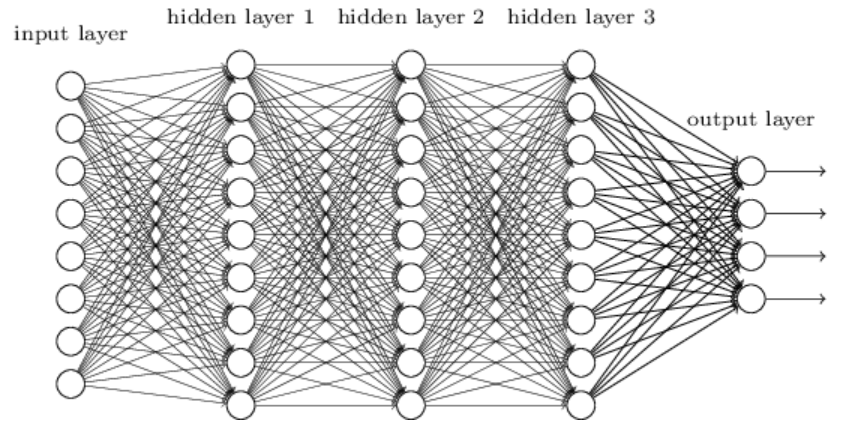 input layer
hidden layer 1
hidden layer 2
hidden layer 3
output layer